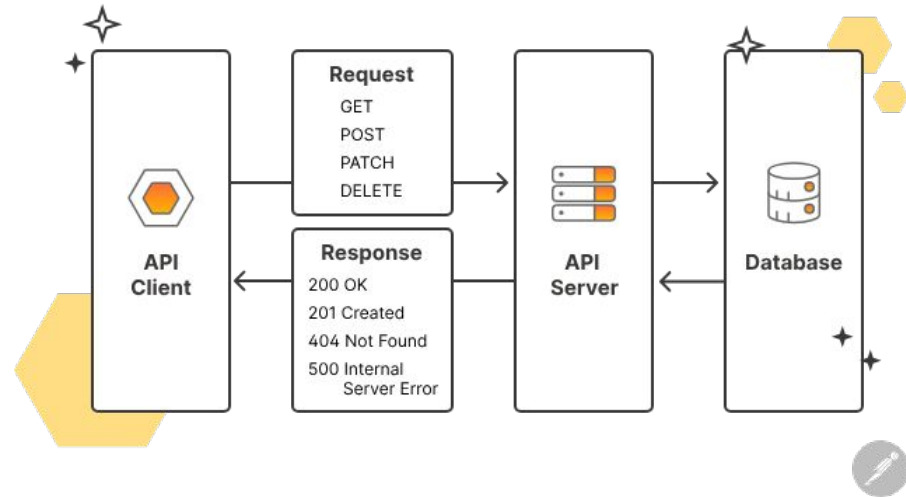 API
Client
Request
GET
POST
PATCH
DELETE
Response
200 OK
201 Created
404 Not Found
500 Internal
Server Error
API
Server
Database